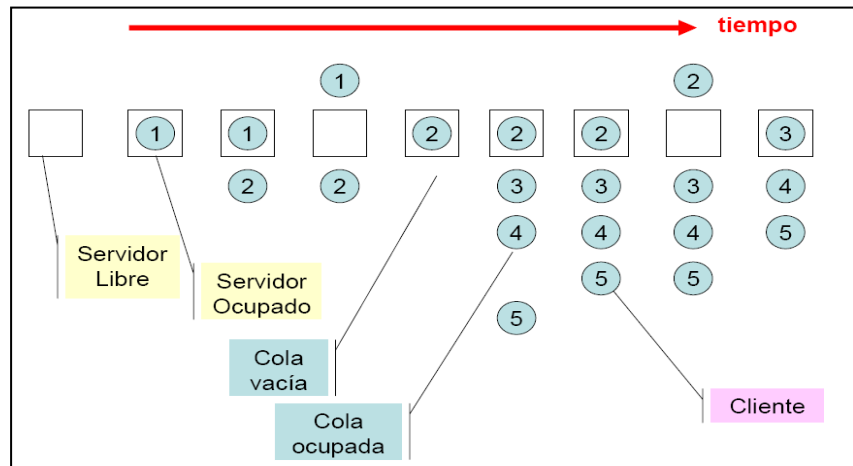 tiempo
1 2
1 1 2 2 2 3
2 2 3 3 3 4
4 4 4 5
5 5
5
Servidor
Libre
Servidor
Ocupado
Cola
vacía
Cola
ocupada
Cliente